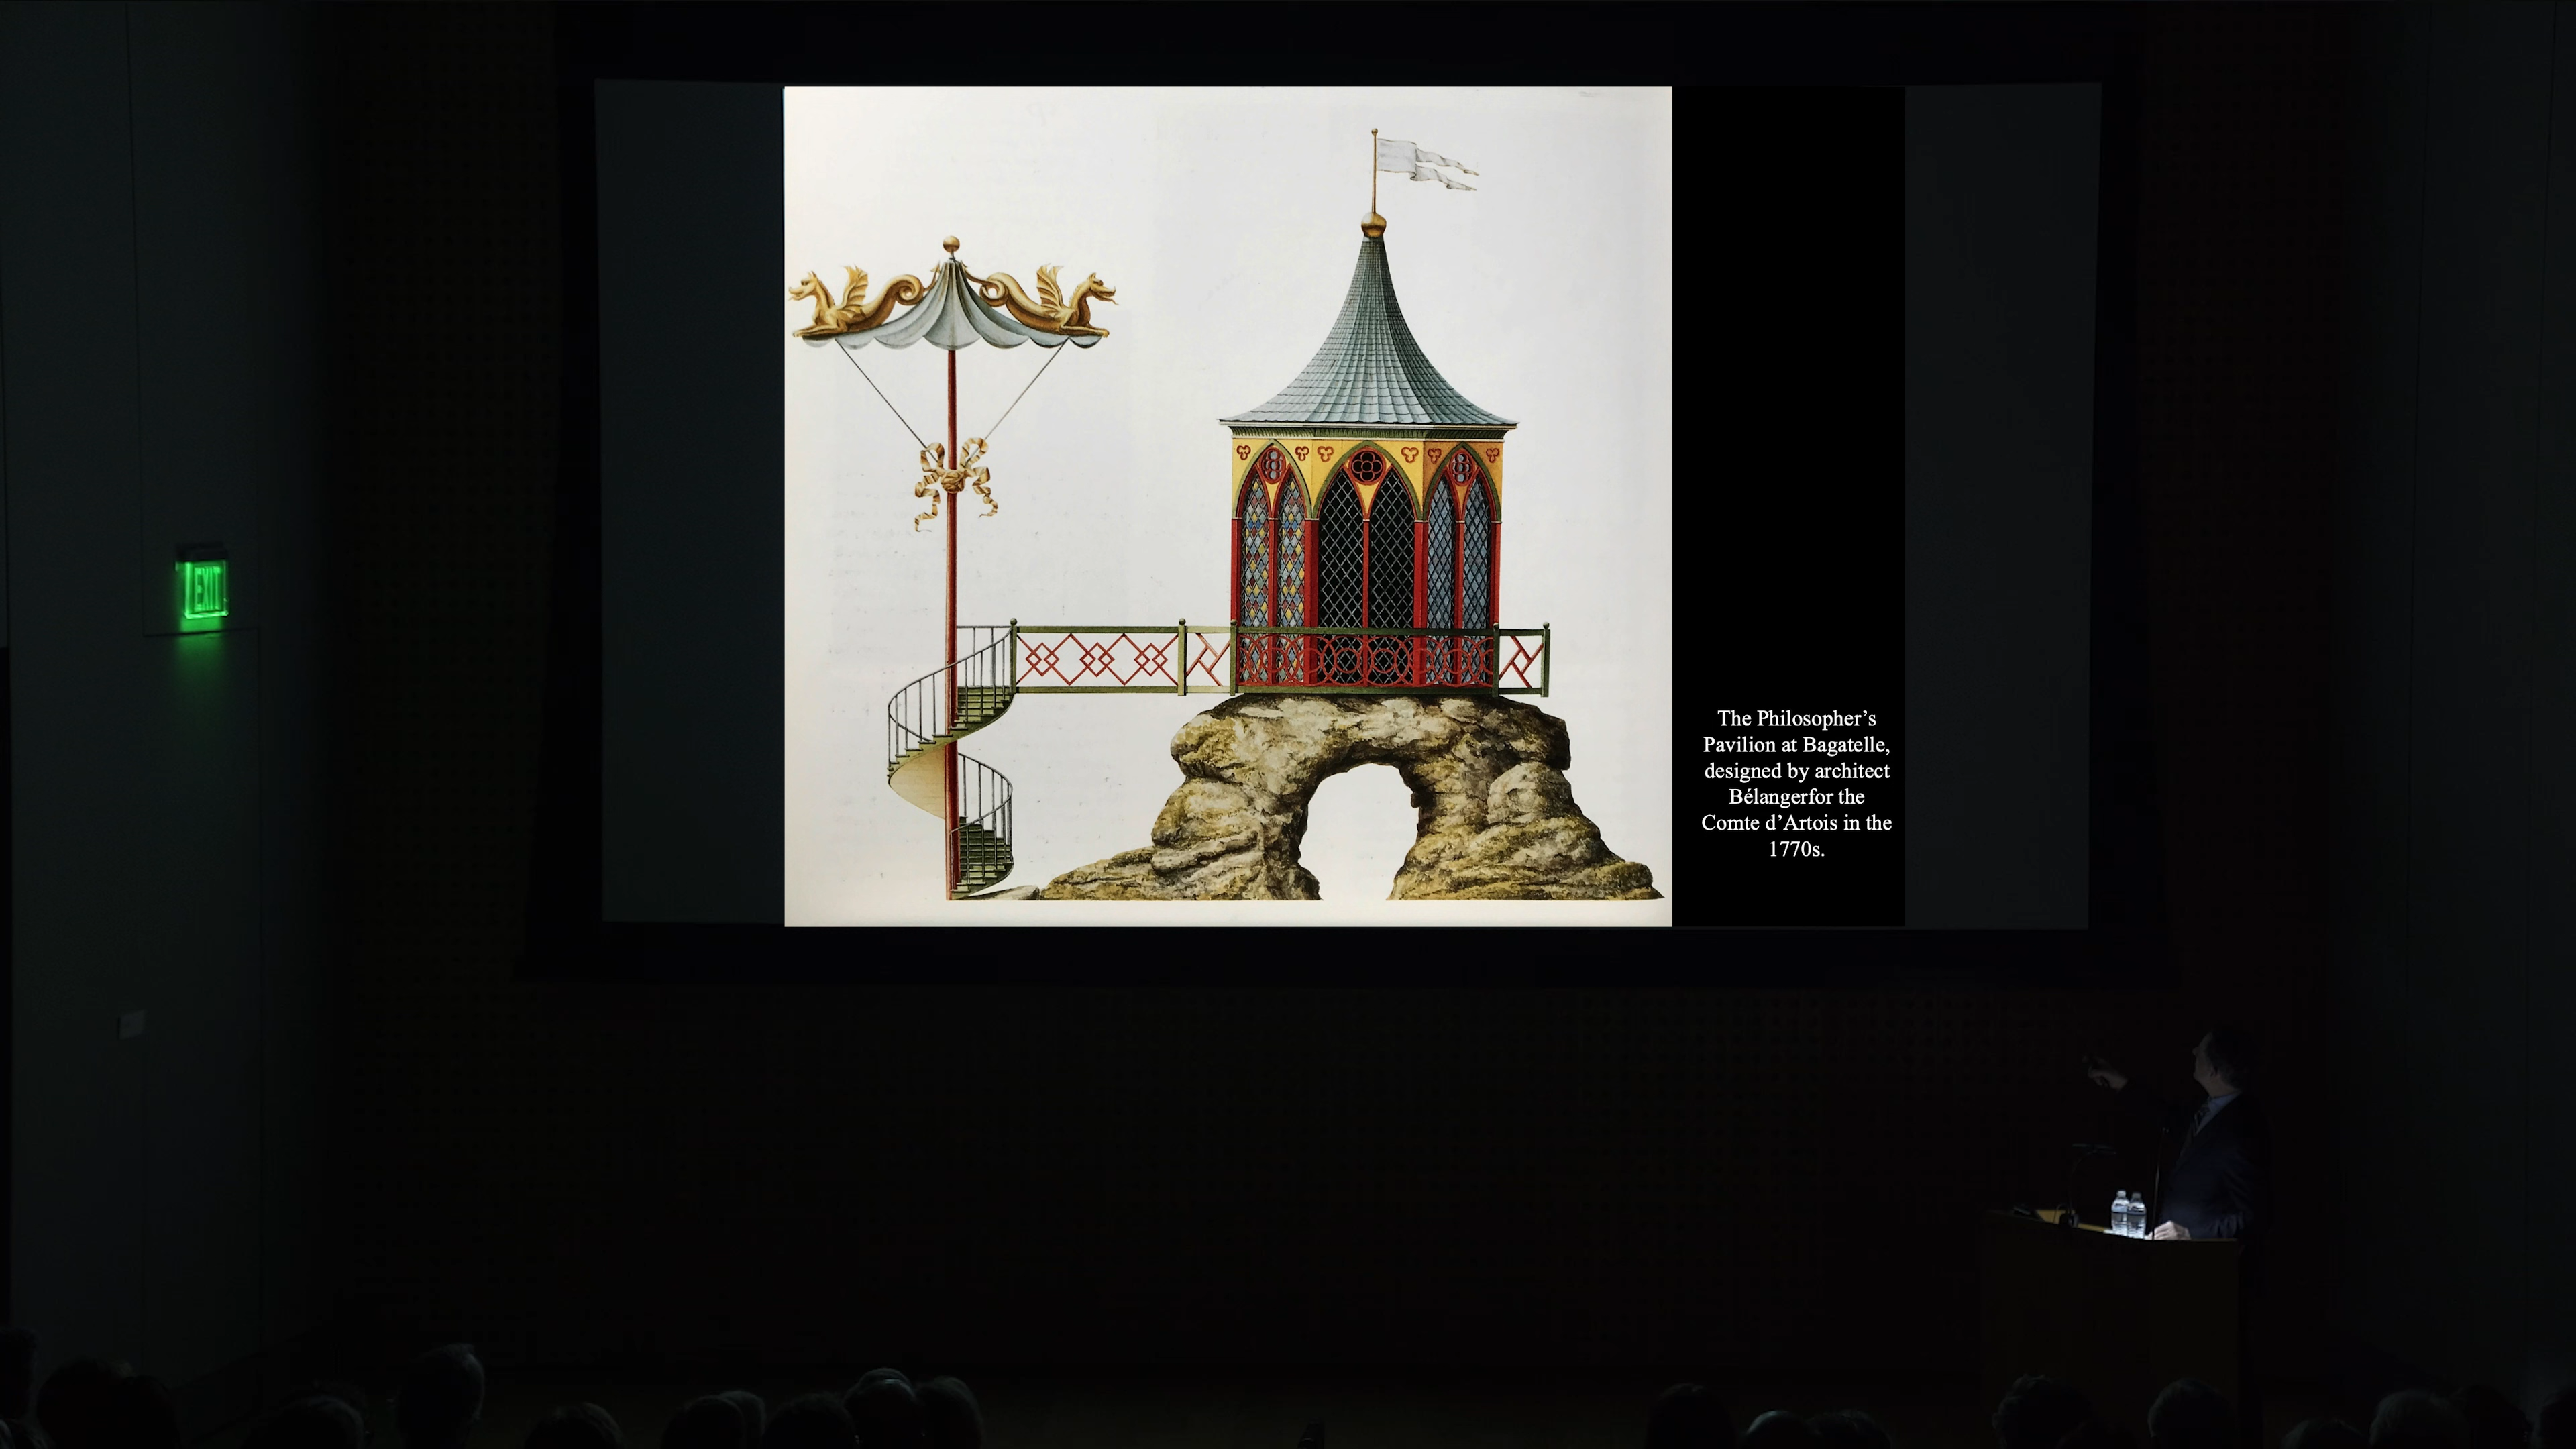 EXIT
The Philosopher’s
Pavilion at Bagatelle,
designed by architect
Bélangerfor the
Comte d’Artois in the
1770s.